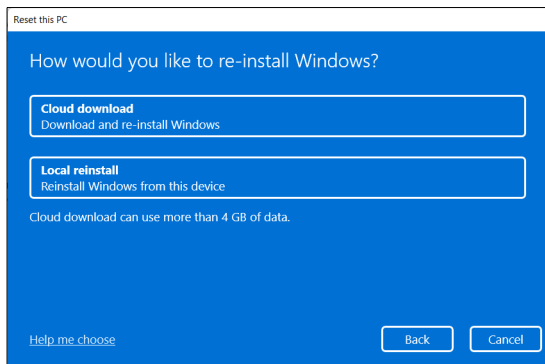 Reset this PC
How would you like to re-install Windows?
Cloud download
Download and re-install Windows
Local reinstall
Reinstall Windows from this device
Cloud download can use more than 4 GB of data.
Help me choose
Back
Cancel